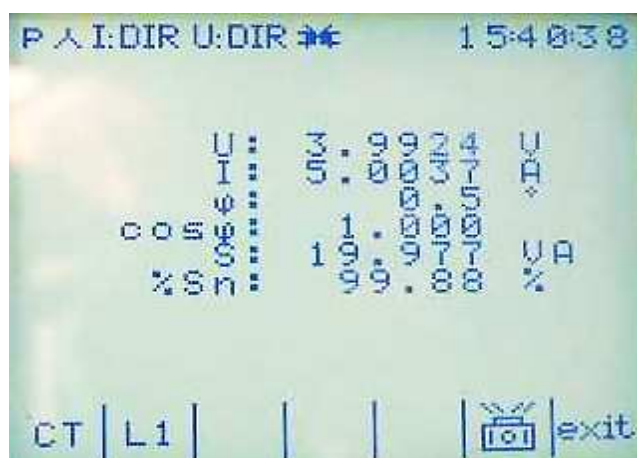 P 人 I:DIR U:DIR 15:40:38
U: 3.9924 V
I: 5.0037 A
φ: 0.5 °
cosφ: 1.000
S: 19.977 VA
%Sn: 99.88 %
CT L1 exit